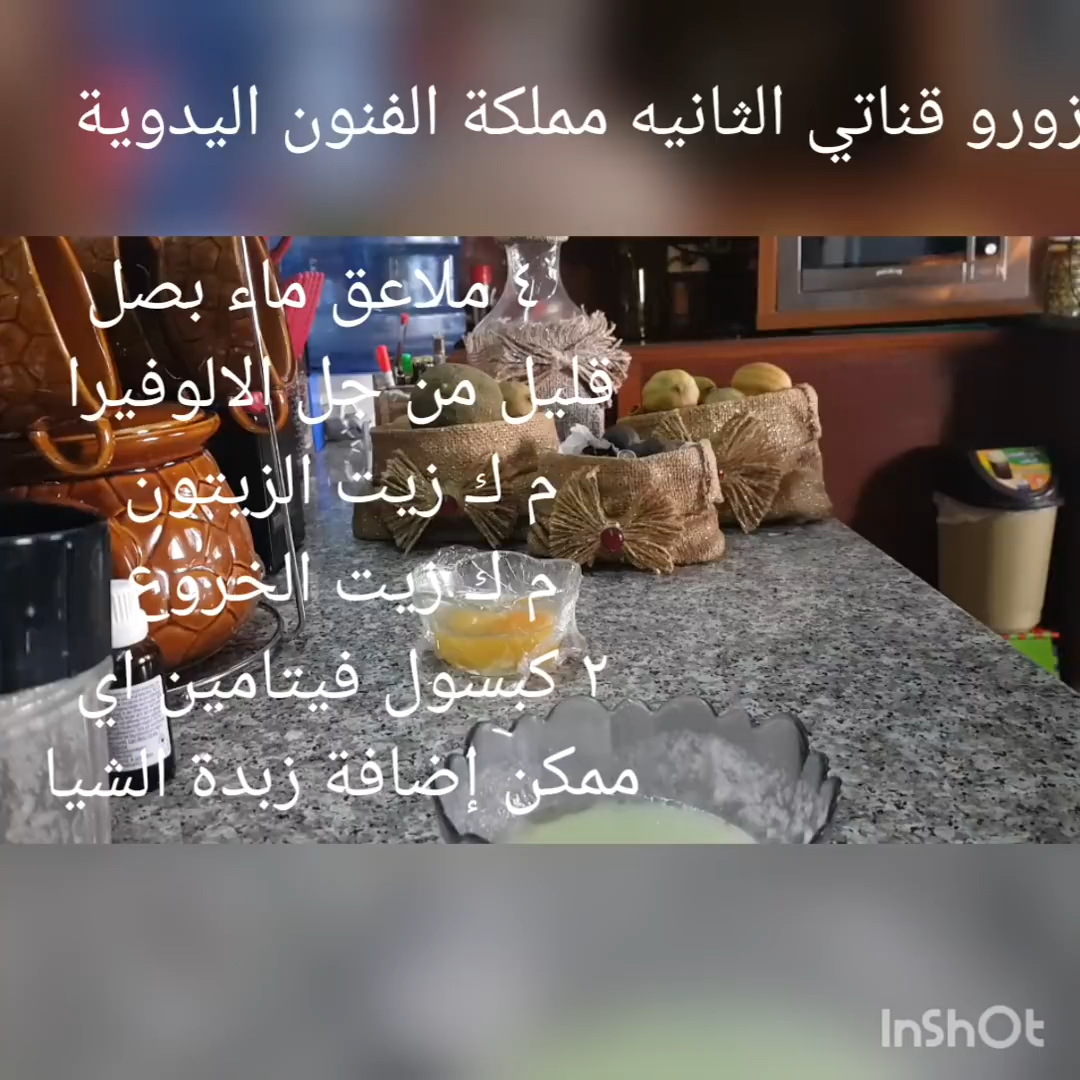 زورو قناتي الثانيه مملكة الفنون اليدوية
٤ ملاعق ماء بصل
قليل من جل الالوفيرا
م ك زيت الزيتون
م ك زيت الخروع
٢ كبسول فيتامين اي
ممكن إضافة زبدة الشيا
InShOt